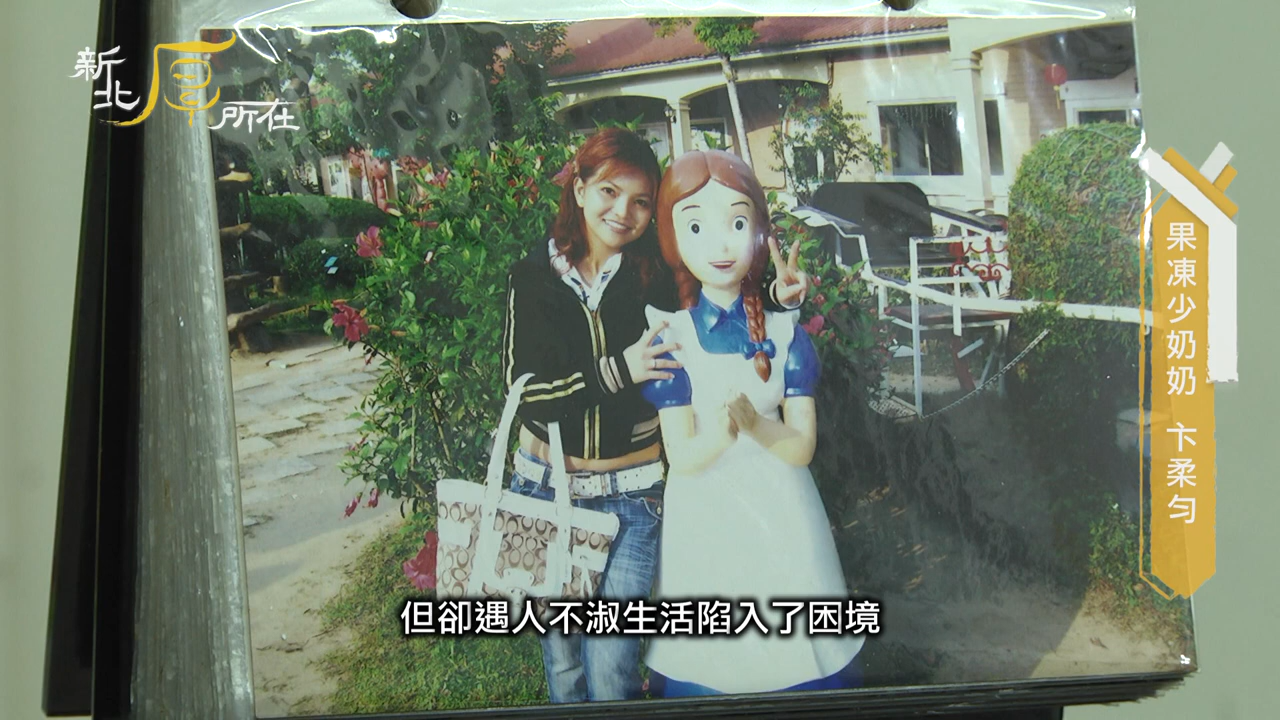 新北庫所在
果凍少奶奶 卞柔勻
但卻遇人不淑生活陷入了困境